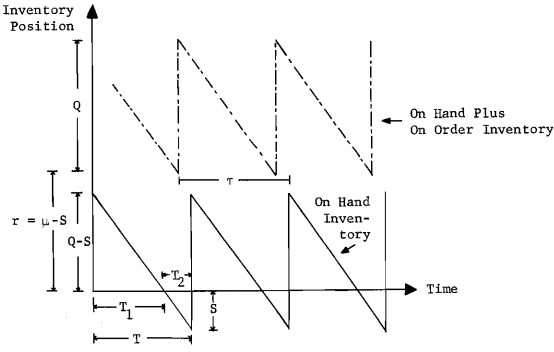 Inventory
Position
Q
On Hand Plus
On Order Inventory
τ
r = μ-S
Q-S
On Hand
Inven-
tory
T2
Time
T1
S
T